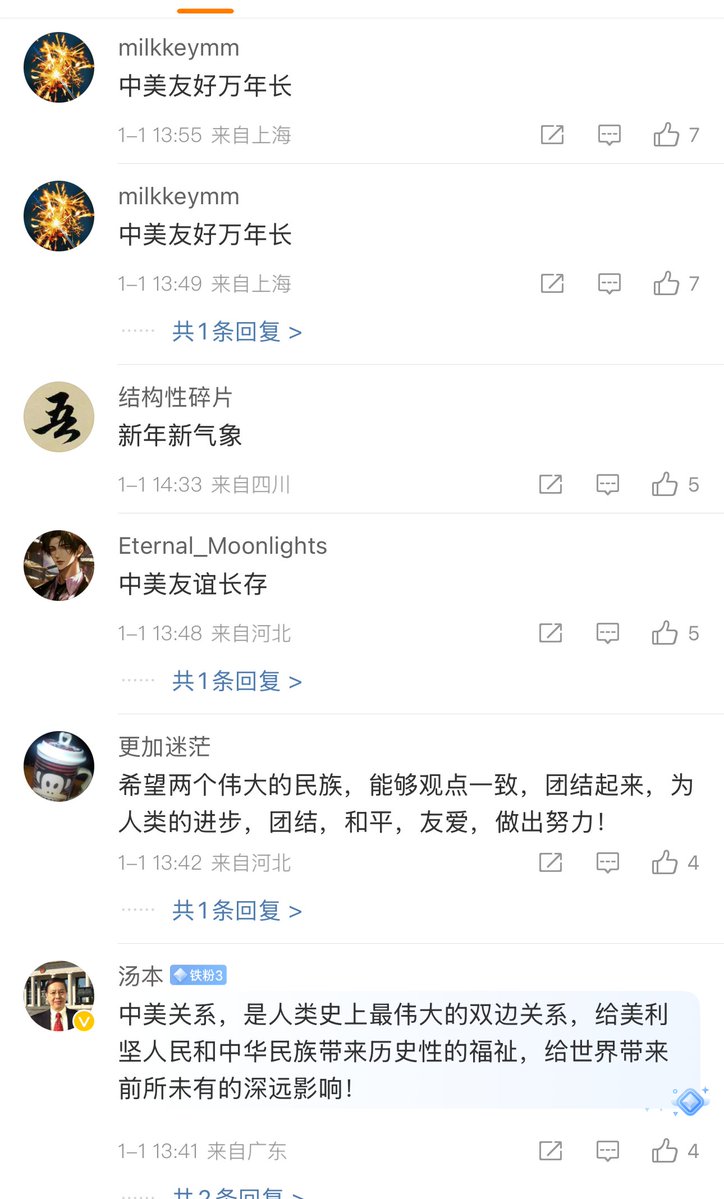 milkkeymm
中美友好万年长
1-1 13:55 来自上海
7
milkkeymm
中美友好万年长
1-1 13:49 来自上海
7
共1条回复 >
结构性碎片
新年新气象
1-1 14:33 来自四川
5
Eternal_Moonlights
中美友谊长存
1-1 13:48 来自河北
5
共1条回复 >
更加迷茫
希望两个伟大的民族，能够观点一致，团结起来，为
人类的进步，团结，和平，友爱，做出努力！
1-1 13:42 来自河北
4
共1条回复 >
汤本 铁粉3
中美关系，是人类史上最伟大的双边关系，给美利
坚人民和中华民族带来历史性的福祉，给世界带来
前所未有的深远影响！
1-1 13:41 来自广东
4
共2条回复 >